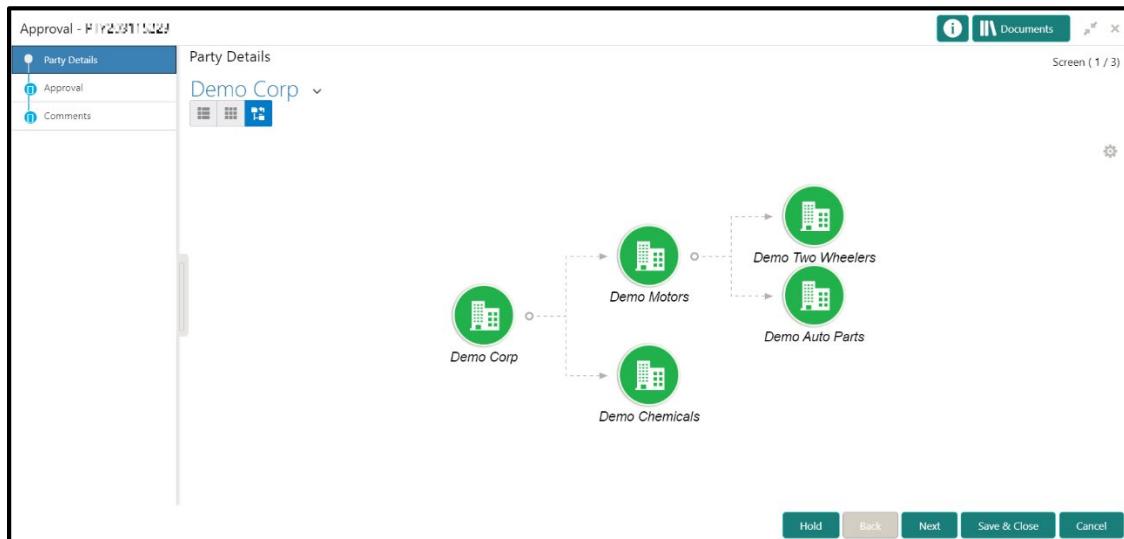 Approval -
Documents
Party Details
Approval
Comments
Party Details
Screen ( 1 / 3)
Demo Corp
Demo Two Wheelers
Demo Motors
Demo Auto Parts
Demo Corp
Demo Chemicals
Hold
Back
Next
Save & Close
Cancel